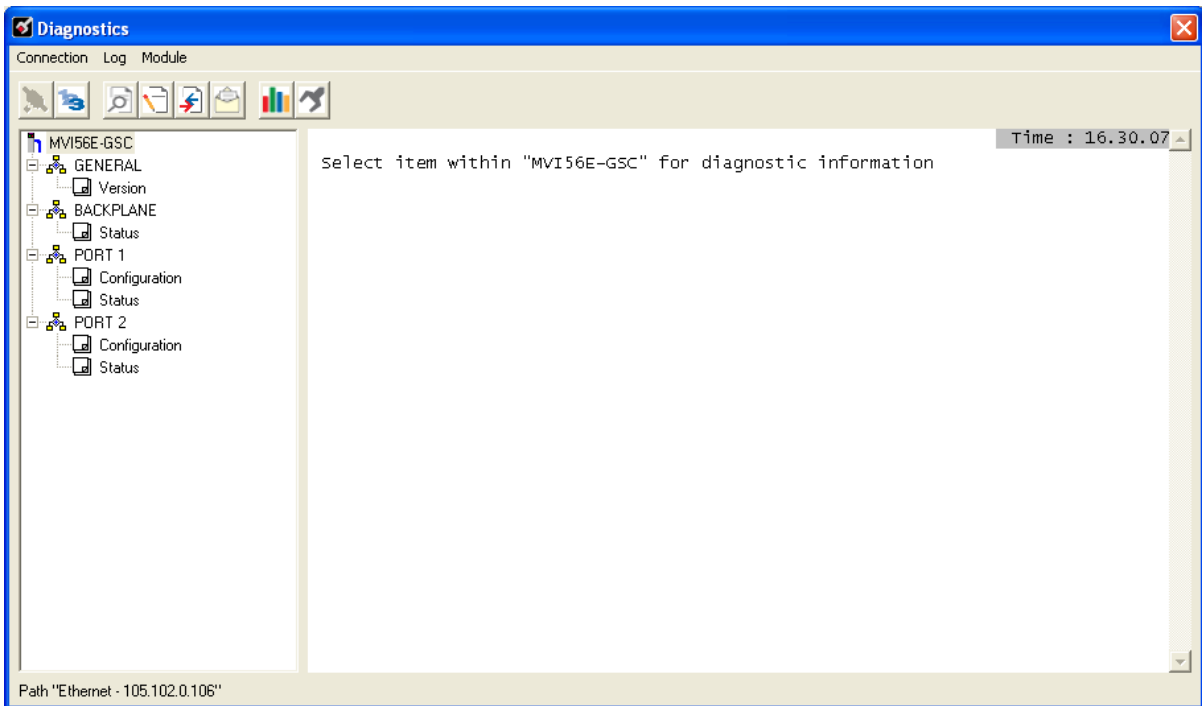 Diagnostics
Connection Log Module
MVI56E-GSC
GENERAL
Version
BACKPLANE
Status
PORT 1
Configuration
Status
PORT 2
Configuration
Status
Time : 16.30.07
Select item within "MVI56E-GSC" for diagnostic information
Path "Ethernet - 105.102.0.106"